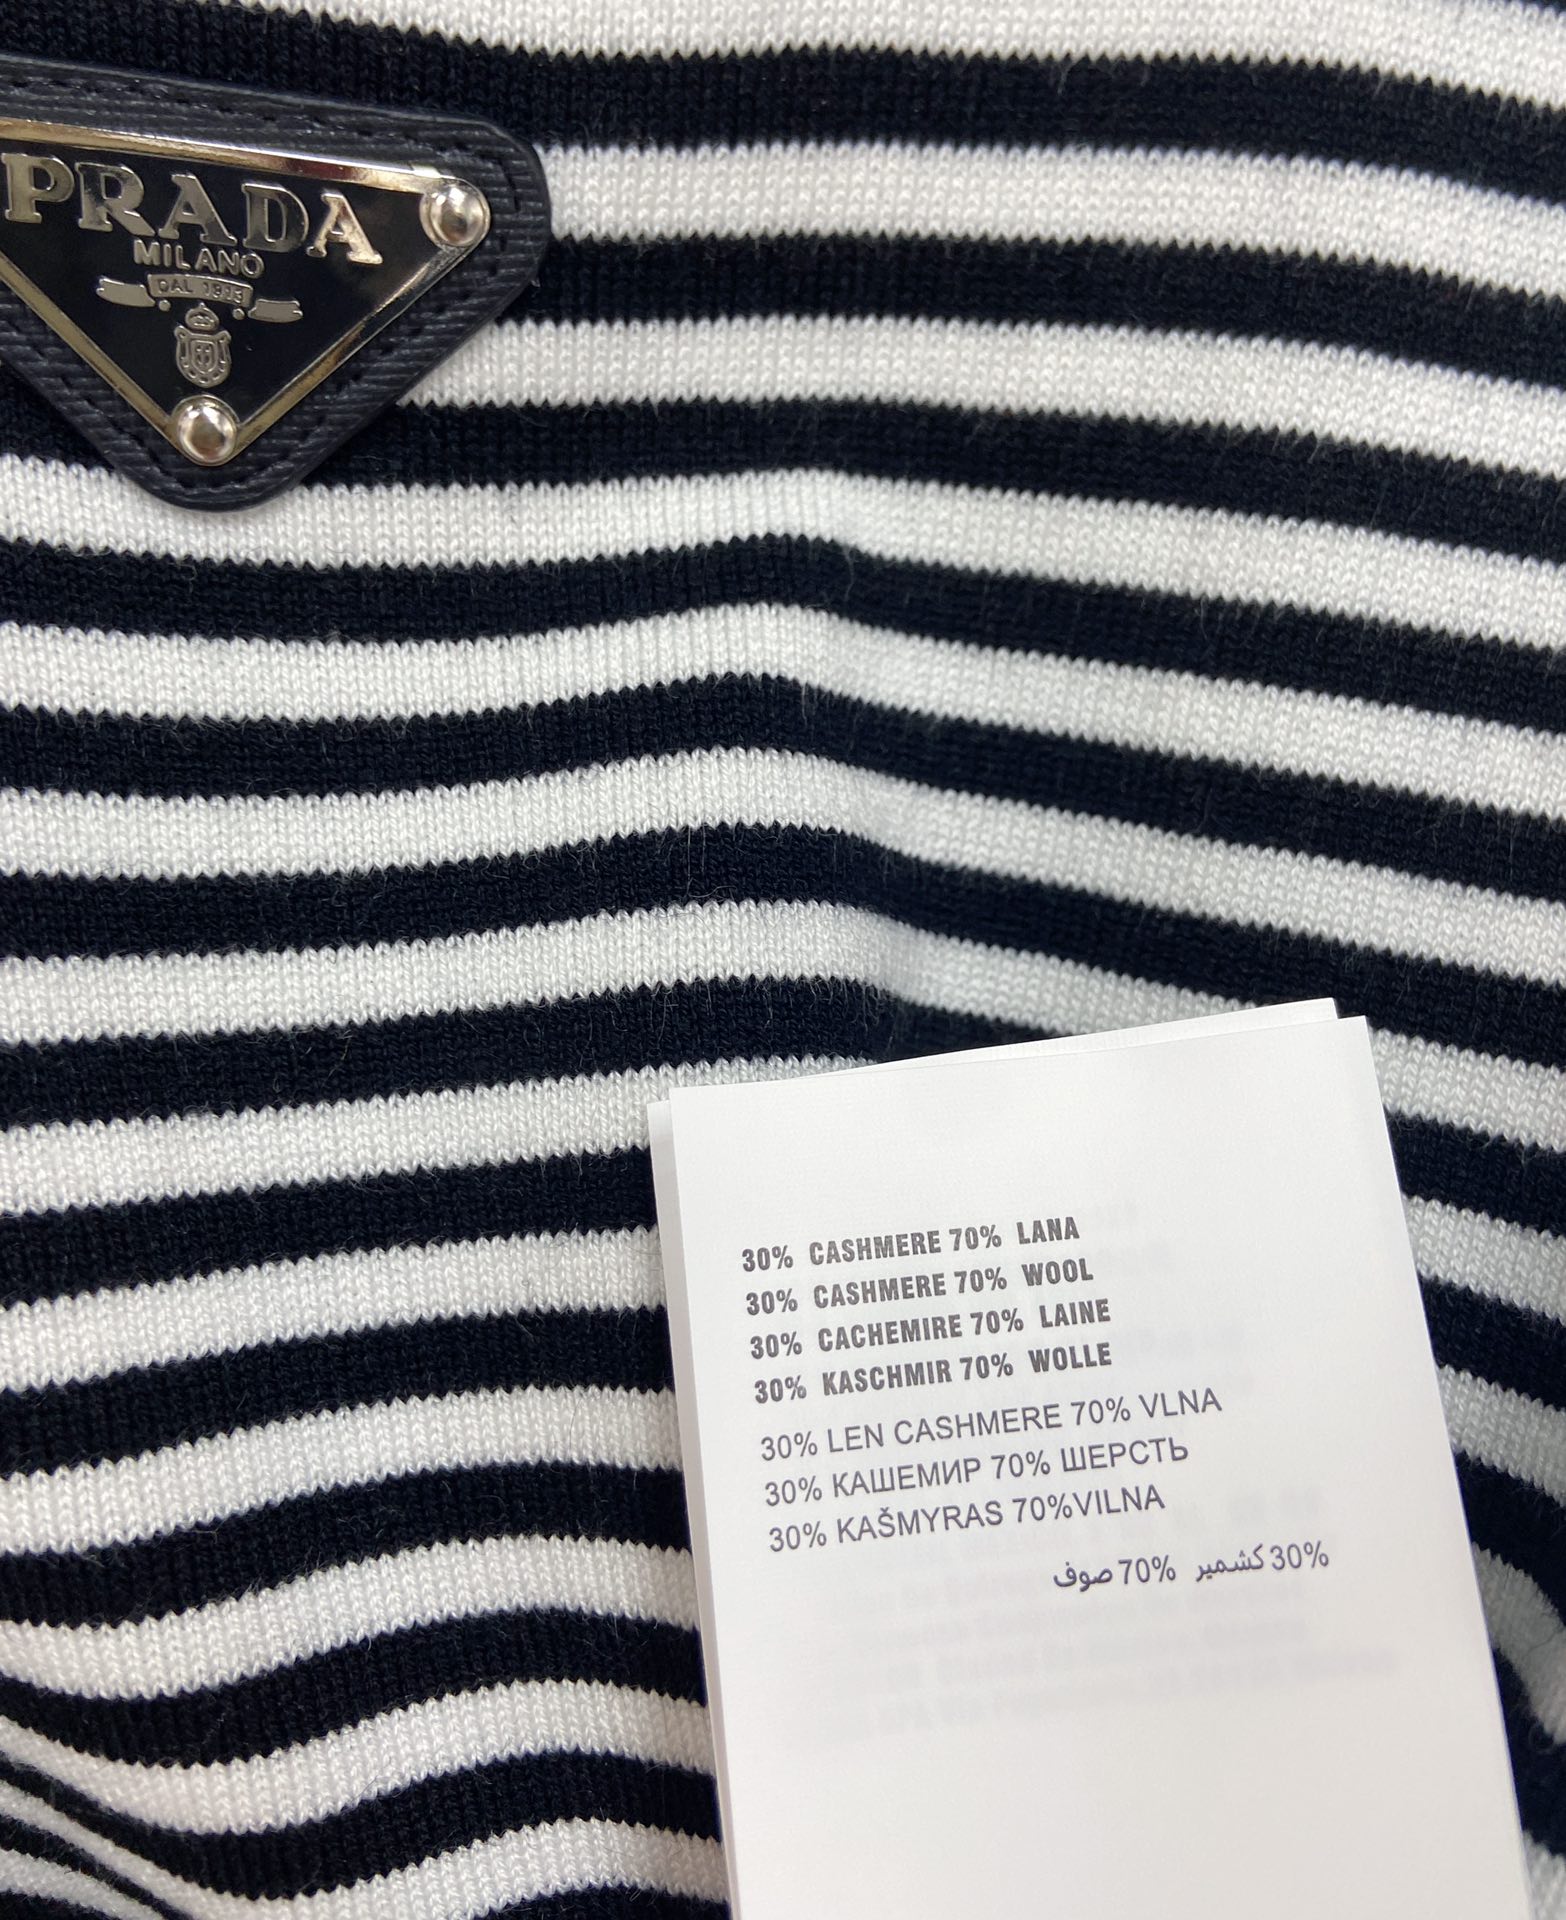 PRADA
MILANO
DAL 1913
30% CASHMERE 70% LANA
30% CASHMERE 70% WOOL
30% CACHEMIRE 70% LAINE
30% KASCHMIR 70% WOLLE
30% LEN CASHMERE 70% VLNA
30% КАШЕМИР 70% ШЕРСТЬ
30% KAŠMYRAS 70%VILNA
30% كشمير 70% صوف